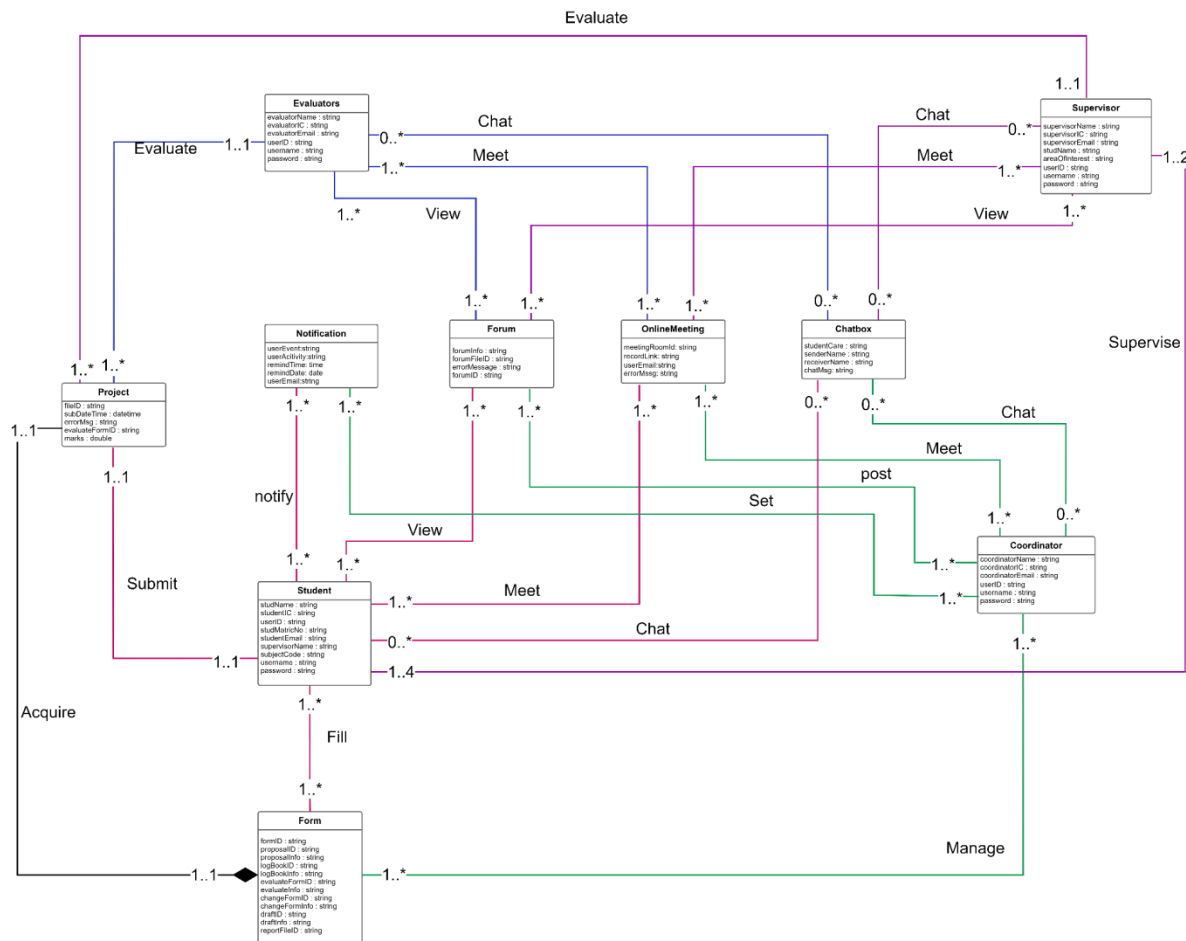 Evaluate
1..1
Evaluators
evaluatorName : string
evaluatorIC : string
evaluatorEmail : string
userID : string
username : string
password : string
Supervisor
supervisorName : string
supervisorIC : string
supervisorEmail : string
studName : string
areaOfInterest : string
userID : string
username : string
password : string
Evaluate
1..1
0..*
Chat
1..*
Meet
Chat
0..*
Meet
1..*
1..2
1..*
View
View
1..*
1..*
1..*
1..*
1..*
0..*
0..*
Supervise
Notification
userEvent:string
userAcitivity:string
remindTime: time
remindDate: date
userEmail:string
Forum
forumInfo : string
forumFileID : string
errorMessage : string
forumID : string
OnlineMeeting
meetingRoomId: string
recordLink: string
userEmail:string
errorMssg: string
Chatbox
studentCare : string
senderName : string
receiverName : string
chatMsg: string
1..*
1..*
Project
fileID : string
subDateTime : datetime
errorMsg : string
evaluateFormID : string
marks : double
1..1
1..1
1..*
1..*
1..*
1..*
1..*
1..*
0..*
0..*
Chat
Meet
post
Set
notify
View
1..*
1..*
1..*
0..*
Coordinator
coordinatorName : string
coordinatorIC : string
coordinatorEmail : string
userID : string
username : string
password : string
1..*
1..*
1..*
Submit
1..1
Student
studName : string
studentIC : string
userID : string
studMatricNo : string
studentEmail : string
supervisorName : string
subjectCode : string
username : string
password : string
1..*
Meet
0..*
Chat
1..4
Acquire
1..*
Fill
1..*
Form
formID : string
proposalID : string
proposalInfo : string
logBookID : string
logBookInfo : string
evaluateFormID : string
evaluateInfo : string
changeFormID : string
changeFormInfo : string
draftID : string
draftInfo : string
reportFileID : string
1..1
1..*
Manage